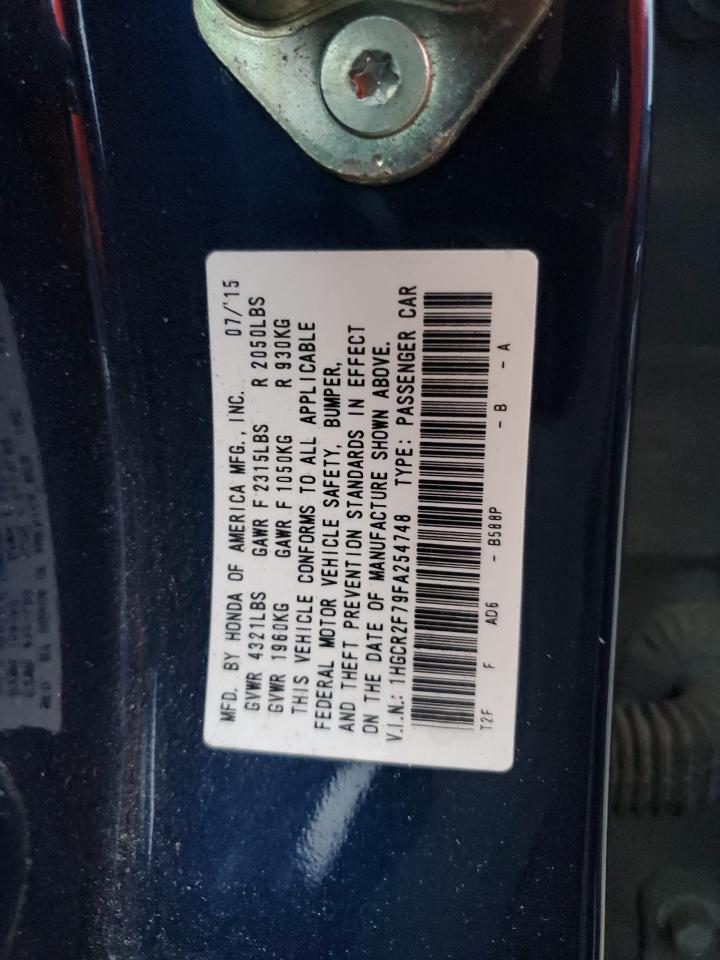 MFD. BY HONDA OF AMERICA MFG., INC. 07/'15
GVWR 4321LBS GAWR F 2315LBS R 2050LBS
GVWR 1960KG GAWR F 1050KG R 930KG
THIS VEHICLE CONFORMS TO ALL APPLICABLE
FEDERAL MOTOR VEHICLE SAFETY, BUMPER,
AND THEFT PREVENTION STANDARDS IN EFFECT
ON THE DATE OF MANUFACTURE SHOWN ABOVE.
V.I.N.: 1HGCR2F79FA254748 TYPE: PASSENGER CAR
T2F F AD6 - B588P - B - A